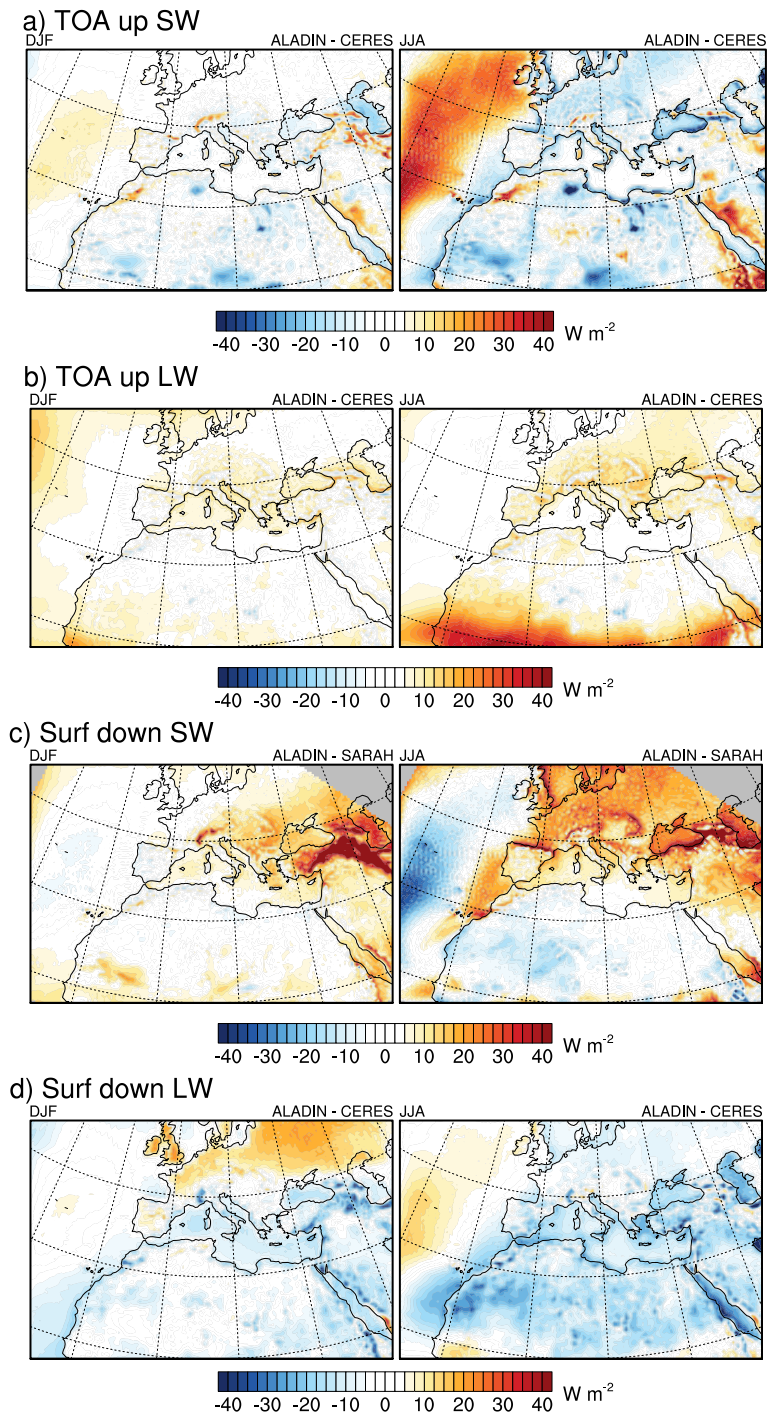 a) TOA up SW
DJF ALADIN - CERES JJA ALADIN - CERES
-40 -30 -20 -10 0 10 20 30 40 W m-2
b) TOA up LW
DJF ALADIN - CERES JJA ALADIN - CERES
-40 -30 -20 -10 0 10 20 30 40 W m-2
c) Surf down SW
DJF ALADIN - SARAH JJA ALADIN - SARAH
-40 -30 -20 -10 0 10 20 30 40 W m-2
d) Surf down LW
DJF ALADIN - CERES JJA ALADIN - CERES
-40 -30 -20 -10 0 10 20 30 40 W m-2